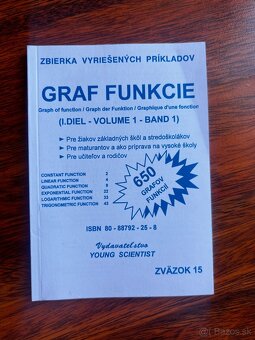 ZBIERKA VYRIEŠENÝCH PRÍKLADOV
GRAF FUNKCIE
Graph of function / Graph der Funktion / Graphique d'une fonction
(I.DIEL - VOLUME 1 - BAND 1)
▸ Pre žiakov základných škôl a stredoškolákov
▸ Pre maturantov a ako príprava na vysoké školy
▸ Pre učiteľov a rodičov
CONSTANT FUNCTION 2
LINEAR FUNCTION 4
QUADRATIC FUNCTION 8
EXPONENTIAL FUNCTION 22
LOGARITHMIC FUNCTION 33
TRIGONOMETRIC FUNCTION 43
650
GRAFOV
FUNKCIÍ
ISBN 80 - 88792 - 25 - 8
Vydavateľstvo
YOUNG SCIENTIST
ZVÄZOK 15
Bazos.sk